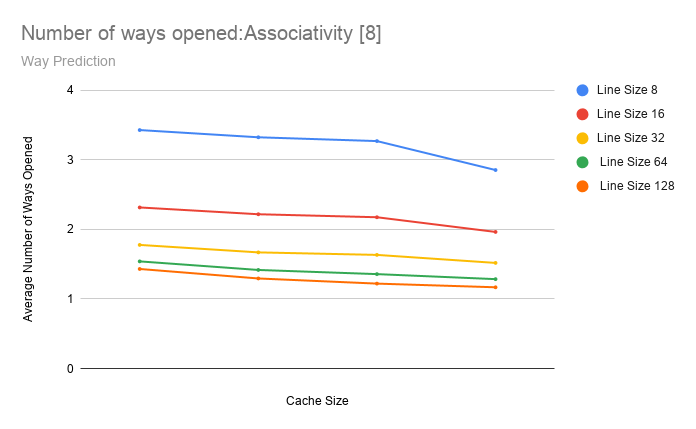 Number of ways opened:Associativity [8]
Way Prediction
4
3
2
1
0
Average Number of Ways Opened
Cache Size
Line Size 8
Line Size 16
Line Size 32
Line Size 64
Line Size 128